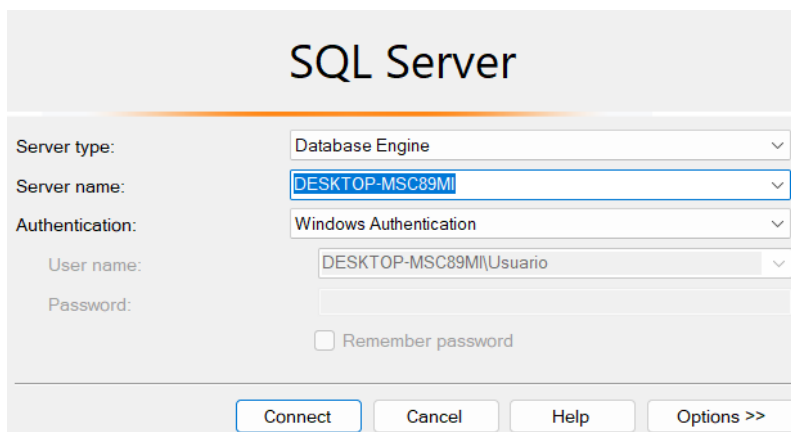 SQL Server
Server type: Database Engine
Server name: DESKTOP-MSC89MI
Authentication: Windows Authentication
User name: DESKTOP-MSC89MI\Usuario
Password:
Remember password
Connect Cancel Help Options >>